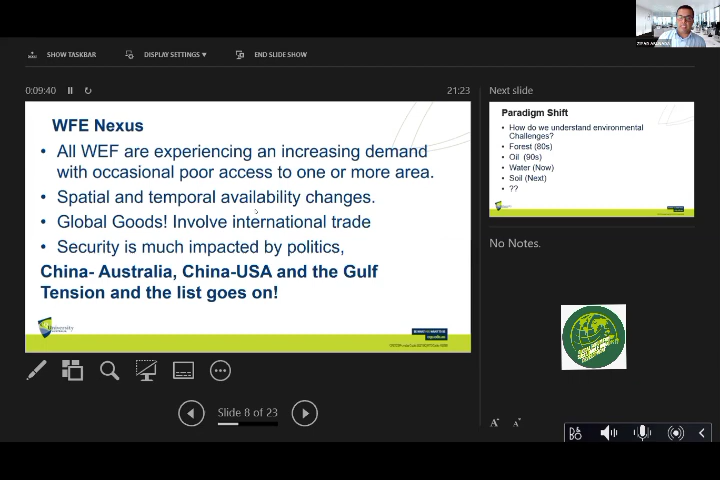 SHOW TASKBAR
DISPLAY SETTINGS ▾
END SLIDE SHOW
0:09:40
21:23
WFE Nexus
• All WEF are experiencing an increasing demand
with occasional poor access to one or more area.
• Spatial and temporal availability changes.
• Global Goods! Involve international trade
• Security is much impacted by politics,
China- Australia, China-USA and the Gulf
Tension and the list goes on!
Slide 8 of 23
Next slide
Paradigm Shift
• How do we understand environmental
Challenges?
• Forest (80s)
• Oil (90s)
• Water (Now)
• Soil (Next)
• ??
No Notes.
A
A
B&O